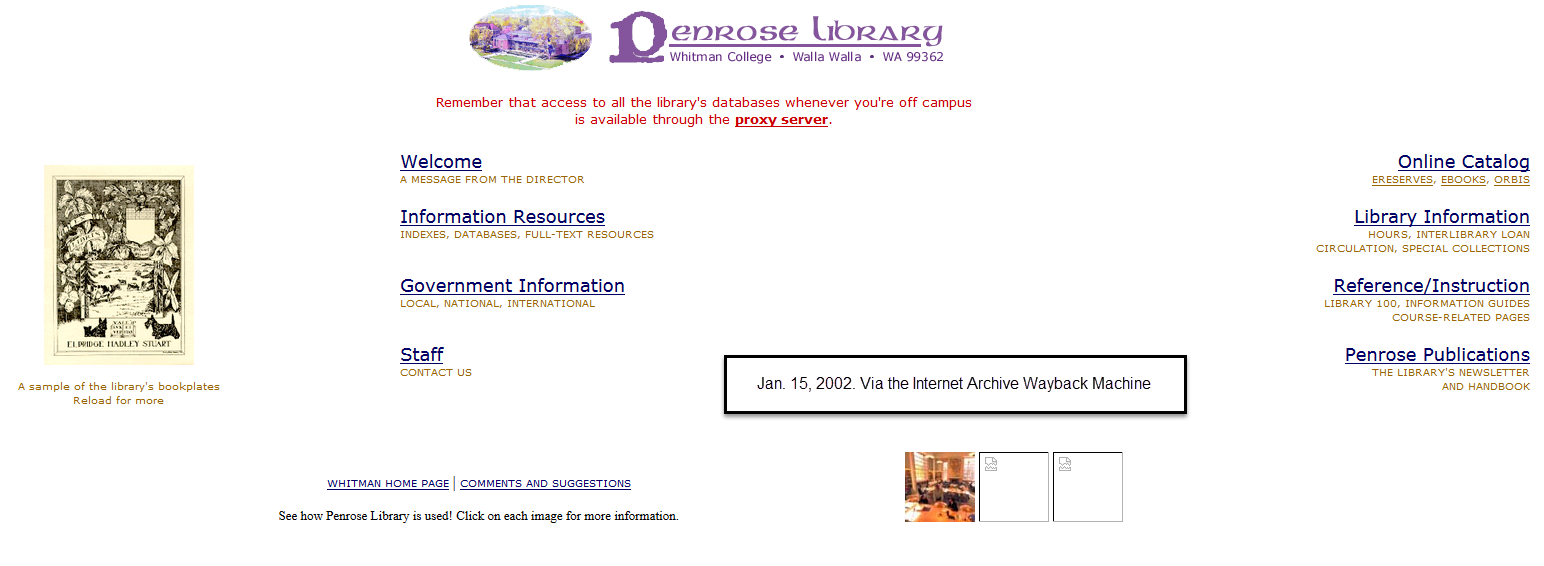 Penrose Library
Whitman College • Walla Walla • WA 99362
Remember that access to all the library's databases whenever you're off campus
is available through the proxy server.
Welcome
A MESSAGE FROM THE DIRECTOR
Information Resources
INDEXES, DATABASES, FULL-TEXT RESOURCES
Government Information
LOCAL, NATIONAL, INTERNATIONAL
Staff
CONTACT US
Online Catalog
ERESERVES, EBOOKS, ORBIS
Library Information
HOURS, INTERLIBRARY LOAN
CIRCULATION, SPECIAL COLLECTIONS
Reference/Instruction
LIBRARY 100, INFORMATION GUIDES
COURSE-RELATED PAGES
Penrose Publications
THE LIBRARY'S NEWSLETTER
AND HANDBOOK
ELDRIDGE HADLEY STUART
A sample of the library's bookplates
Reload for more
Jan. 15, 2002. Via the Internet Archive Wayback Machine
WHITMAN HOME PAGE | COMMENTS AND SUGGESTIONS
See how Penrose Library is used! Click on each image for more information.